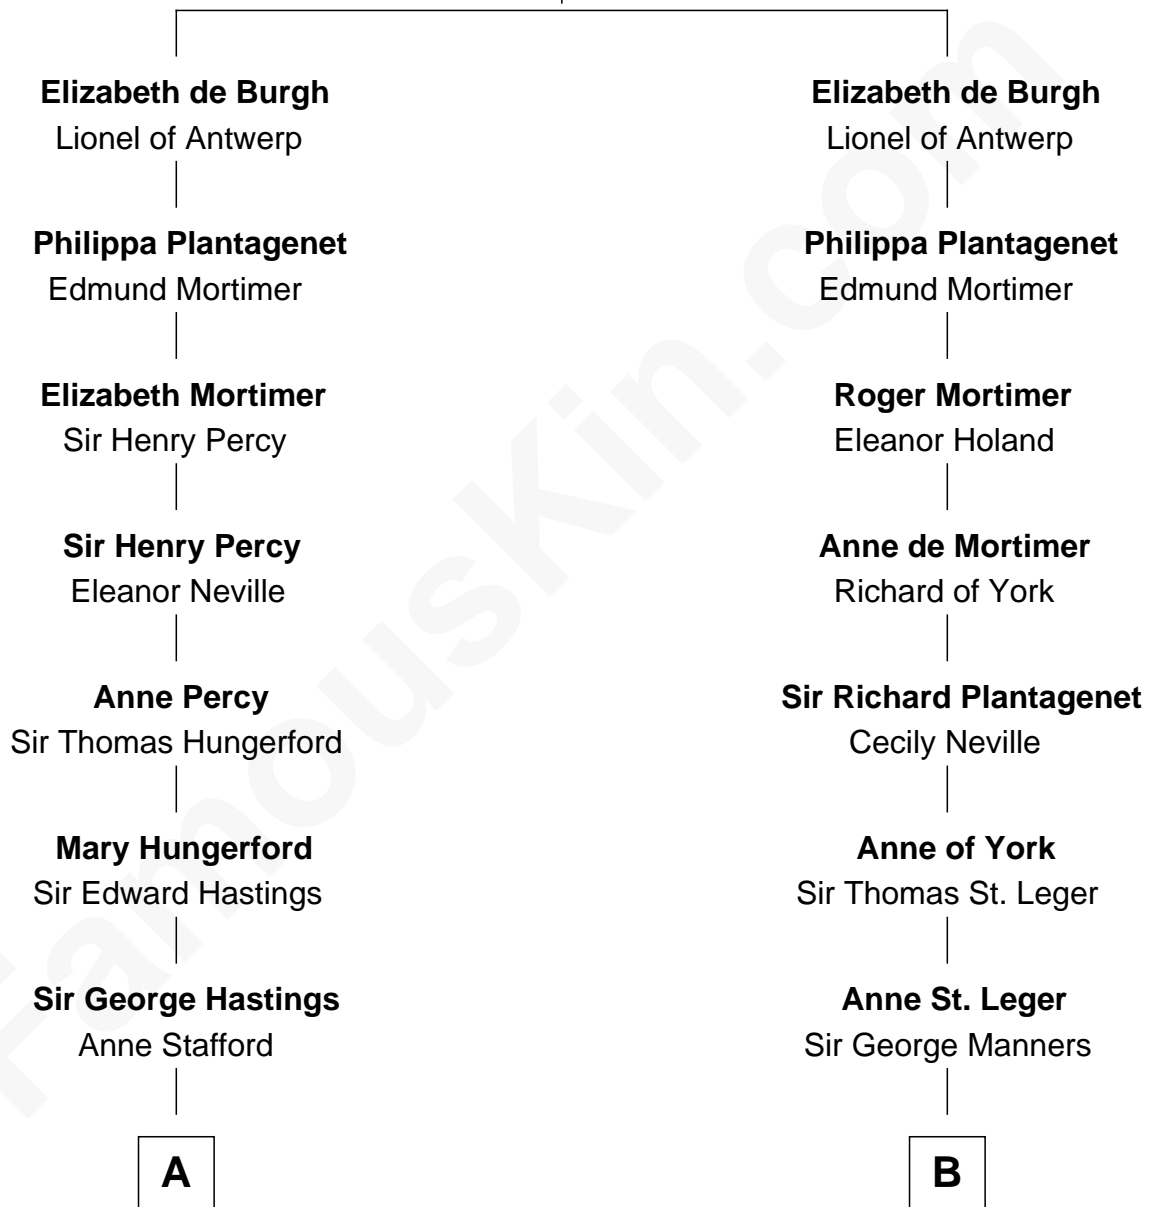 Elizabeth de Burgh
Lionel of Antwerp
Philippa Plantagenet
Edmund Mortimer
Elizabeth Mortimer
Sir Henry Percy
Sir Henry Percy
Eleanor Neville
Anne Percy
Sir Thomas Hungerford
Mary Hungerford
Sir Edward Hastings
Sir George Hastings
Anne Stafford
A
Elizabeth de Burgh
Lionel of Antwerp
Philippa Plantagenet
Edmund Mortimer
Roger Mortimer
Eleanor Holand
Anne de Mortimer
Richard of York
Sir Richard Plantagenet
Cecily Neville
Anne of York
Sir Thomas St. Leger
Anne St. Leger
Sir George Manners
B
FamousKin.com